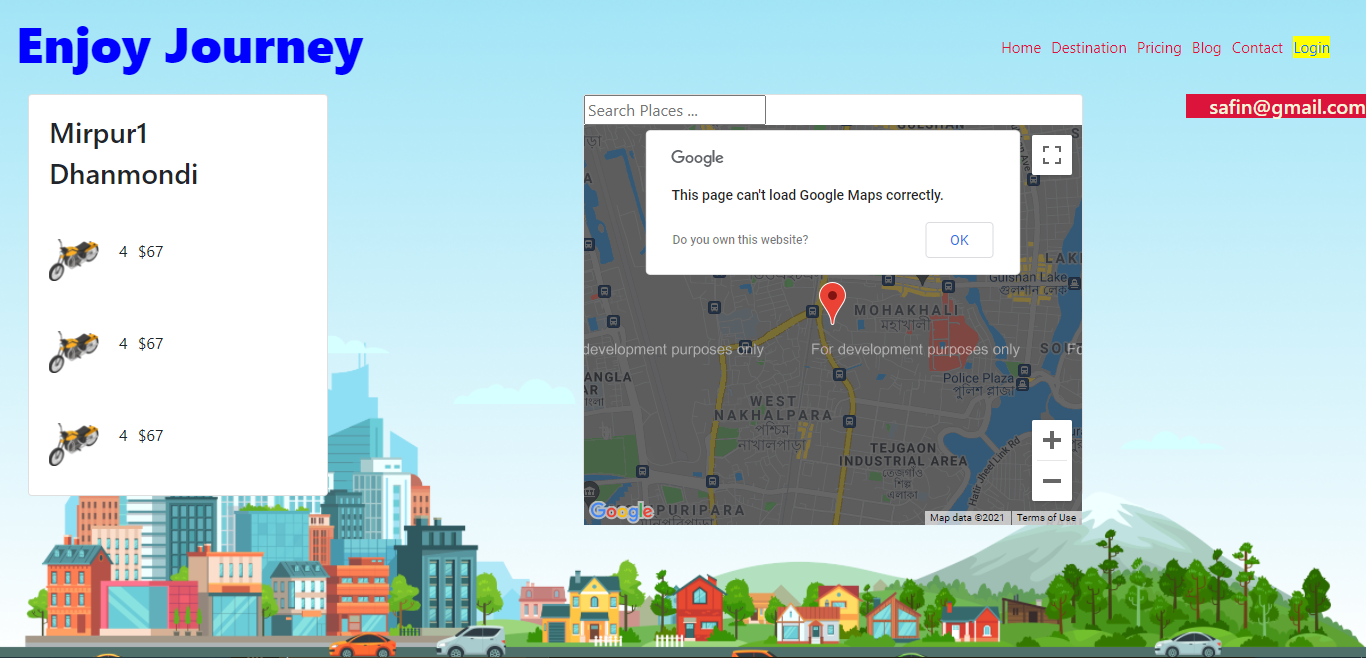 Enjoy Journey
Home Destination Pricing Blog Contact Login
safin@gmail.com
Mirpur1
Dhanmondi
4 $67
4 $67
4 $67
Search Places ...
Google
This page can't load Google Maps correctly.
Do you own this website?
OK
Gulshan Lake
গুলশান লেক
MOHAKHALI
মহাখালী
development purposes only
For development purposes only
Police Plaza
পুলিশ প্লাজা
WEST
NAKHALPARA
পশ্চিম
নাখালপাড়া
TEJGAON
INDUSTRIAL AREA
তেজগাঁও
শিল্প
এলাকা
Hatir Jheel Link Rd
Google
Map data ©2021
Terms of Use